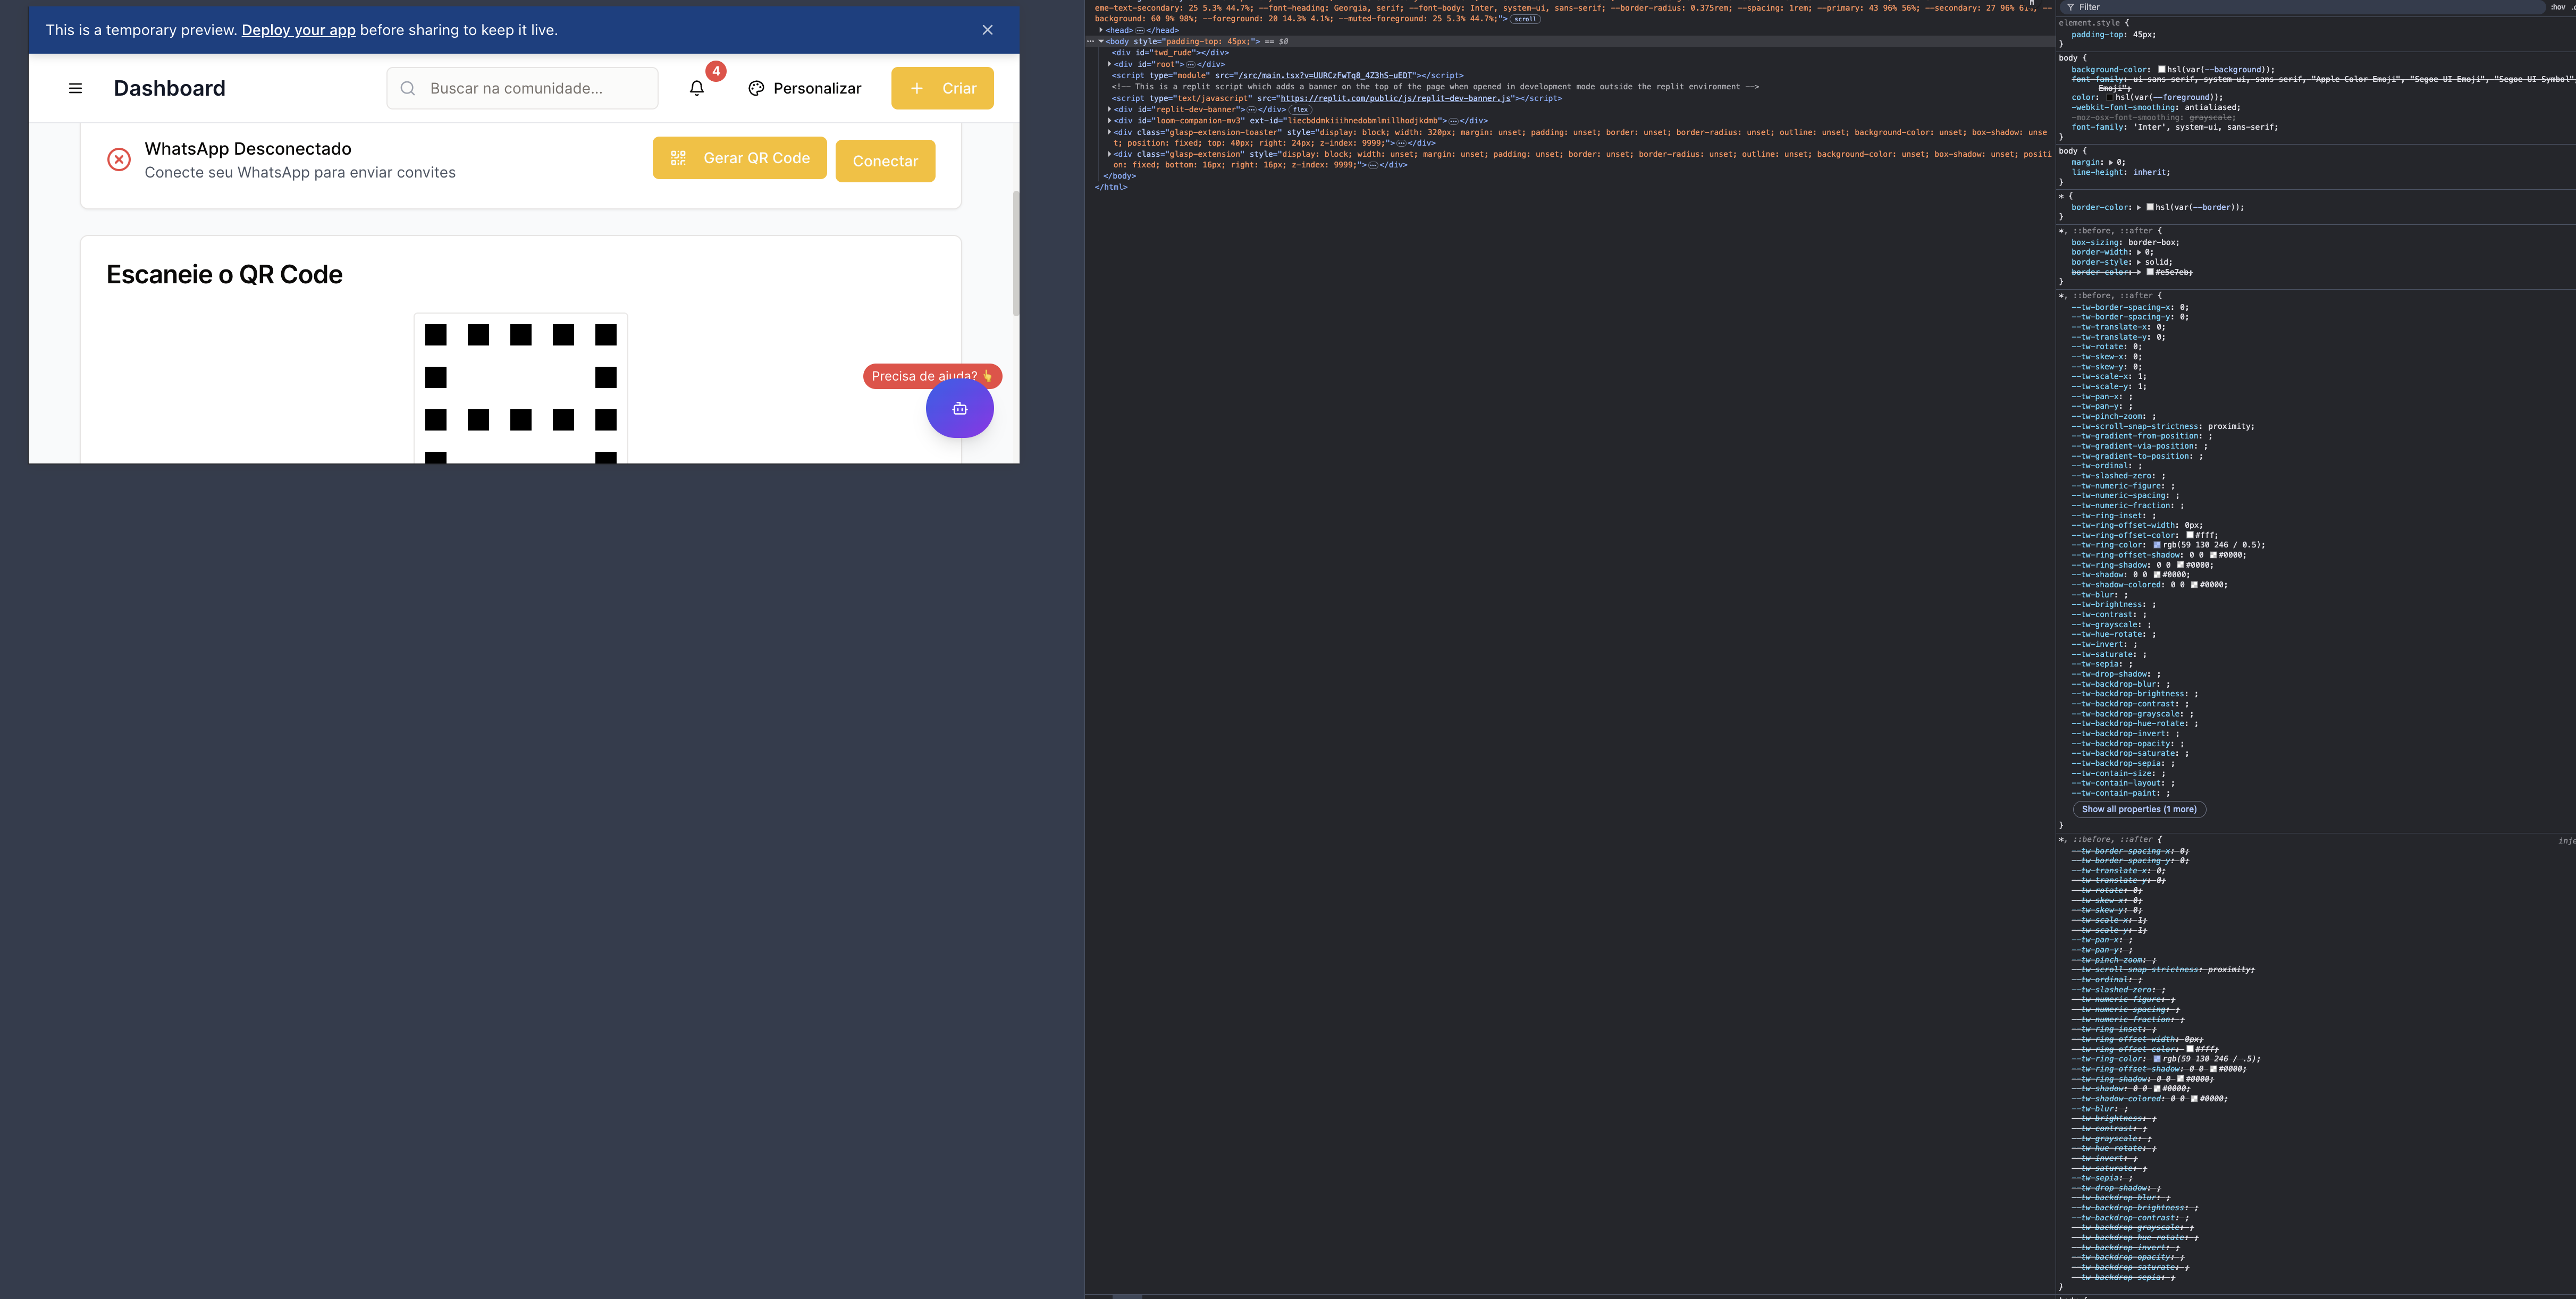 This is a temporary preview. Deploy your app before sharing to keep it live.
Dashboard
Buscar na comunidade...
4
Personalizar
+ Criar
WhatsApp Desconectado
Conecte seu WhatsApp para enviar convites
Gerar QR Code
Conectar
Escaneie o QR Code
Precisa de ajuda? 👆
eme-text-secondary: 25 5.3% 44.7%; --font-heading: Georgia, serif; --font-body: Inter, system-ui, sans-serif; --border-radius: 0.375rem; --spacing: 1rem; --primary: 43 96% 56%; --secondary: 27 96% 61%; --
background: 60 9% 98%; --foreground: 20 14.3% 4.1%; --muted-foreground: 25 5.3% 44.7%;"> scroll
<head> ⋯ </head>
<body style="padding-top: 45px;"> == $0
<div id="twd_rude"></div>
<div id="root"> ⋯ </div>
<script type="module" src="/src/main.tsx?v=UURCzFwTq8_4Z3hS-uEDT"></script>
<!-- This is a replit script which adds a banner on the top of the page when opened in development mode outside the replit environment -->
<script type="text/javascript" src="https://replit.com/public/js/replit-dev-banner.js"></script>
<div id="replit-dev-banner"> ⋯ </div> flex
<div id="loom-companion-mv3" ext-id="liecbddmkiiihnedobmlmillhodjkdmb"> ⋯ </div>
<div class="glasp-extension-toaster" style="display: block; width: 320px; margin: unset; padding: unset; border: unset; border-radius: unset; outline: unset; background-color: unset; box-shadow: unse
t; position: fixed; top: 40px; right: 24px; z-index: 9999;"> ⋯ </div>
<div class="glasp-extension" style="display: block; width: unset; margin: unset; padding: unset; border: unset; border-radius: unset; outline: unset; background-color: unset; box-shadow: unset; positi
on: fixed; bottom: 16px; right: 16px; z-index: 9999;"> ⋯ </div>
</body>
</html>
Filter
:hov
element.style {
padding-top: 45px;
}
body {
background-color: hsl(var(--background));
font-family: ui-sans-serif, system-ui, sans-serif, "Apple Color Emoji", "Segoe UI Emoji", "Segoe UI Symbol"
Emoji";
color: hsl(var(--foreground));
-webkit-font-smoothing: antialiased;
-moz-osx-font-smoothing: grayscale;
font-family: 'Inter', system-ui, sans-serif;
}
body {
margin: 0;
line-height: inherit;
}
* {
border-color: hsl(var(--border));
}
*, ::before, ::after {
box-sizing: border-box;
border-width: 0;
border-style: solid;
border-color: #e5e7eb;
}
*, ::before, ::after {
--tw-border-spacing-x: 0;
--tw-border-spacing-y: 0;
--tw-translate-x: 0;
--tw-translate-y: 0;
--tw-rotate: 0;
--tw-skew-x: 0;
--tw-skew-y: 0;
--tw-scale-x: 1;
--tw-scale-y: 1;
--tw-pan-x: ;
--tw-pan-y: ;
--tw-pinch-zoom: ;
--tw-scroll-snap-strictness: proximity;
--tw-gradient-from-position: ;
--tw-gradient-via-position: ;
--tw-gradient-to-position: ;
--tw-ordinal: ;
--tw-slashed-zero: ;
--tw-numeric-figure: ;
--tw-numeric-spacing: ;
--tw-numeric-fraction: ;
--tw-ring-inset: ;
--tw-ring-offset-width: 0px;
--tw-ring-offset-color: #fff;
--tw-ring-color: rgb(59 130 246 / 0.5);
--tw-ring-offset-shadow: 0 0 #0000;
--tw-ring-shadow: 0 0 #0000;
--tw-shadow: 0 0 #0000;
--tw-shadow-colored: 0 0 #0000;
--tw-blur: ;
--tw-brightness: ;
--tw-contrast: ;
--tw-grayscale: ;
--tw-hue-rotate: ;
--tw-invert: ;
--tw-saturate: ;
--tw-sepia: ;
--tw-drop-shadow: ;
--tw-backdrop-blur: ;
--tw-backdrop-brightness: ;
--tw-backdrop-contrast: ;
--tw-backdrop-grayscale: ;
--tw-backdrop-hue-rotate: ;
--tw-backdrop-invert: ;
--tw-backdrop-opacity: ;
--tw-backdrop-saturate: ;
--tw-backdrop-sepia: ;
--tw-contain-size: ;
--tw-contain-layout: ;
--tw-contain-paint: ;
Show all properties (1 more)
}
*, ::before, ::after {
inje
--tw-border-spacing-x: 0;
--tw-border-spacing-y: 0;
--tw-translate-x: 0;
--tw-translate-y: 0;
--tw-rotate: 0;
--tw-skew-x: 0;
--tw-skew-y: 0;
--tw-scale-x: 1;
--tw-scale-y: 1;
--tw-pan-x: ;
--tw-pan-y: ;
--tw-pinch-zoom: ;
--tw-scroll-snap-strictness: proximity;
--tw-ordinal: ;
--tw-slashed-zero: ;
--tw-numeric-figure: ;
--tw-numeric-spacing: ;
--tw-numeric-fraction: ;
--tw-ring-inset: ;
--tw-ring-offset-width: 0px;
--tw-ring-offset-color: #fff;
--tw-ring-color: rgb(59 130 246 / .5);
--tw-ring-offset-shadow: 0 0 #0000;
--tw-ring-shadow: 0 0 #0000;
--tw-shadow: 0 0 #0000;
--tw-shadow-colored: 0 0 #0000;
--tw-blur: ;
--tw-brightness: ;
--tw-contrast: ;
--tw-grayscale: ;
--tw-hue-rotate: ;
--tw-invert: ;
--tw-saturate: ;
--tw-sepia: ;
--tw-drop-shadow: ;
--tw-backdrop-blur: ;
--tw-backdrop-brightness: ;
--tw-backdrop-contrast: ;
--tw-backdrop-grayscale: ;
--tw-backdrop-hue-rotate: ;
--tw-backdrop-invert: ;
--tw-backdrop-opacity: ;
--tw-backdrop-saturate: ;
--tw-backdrop-sepia: ;
}